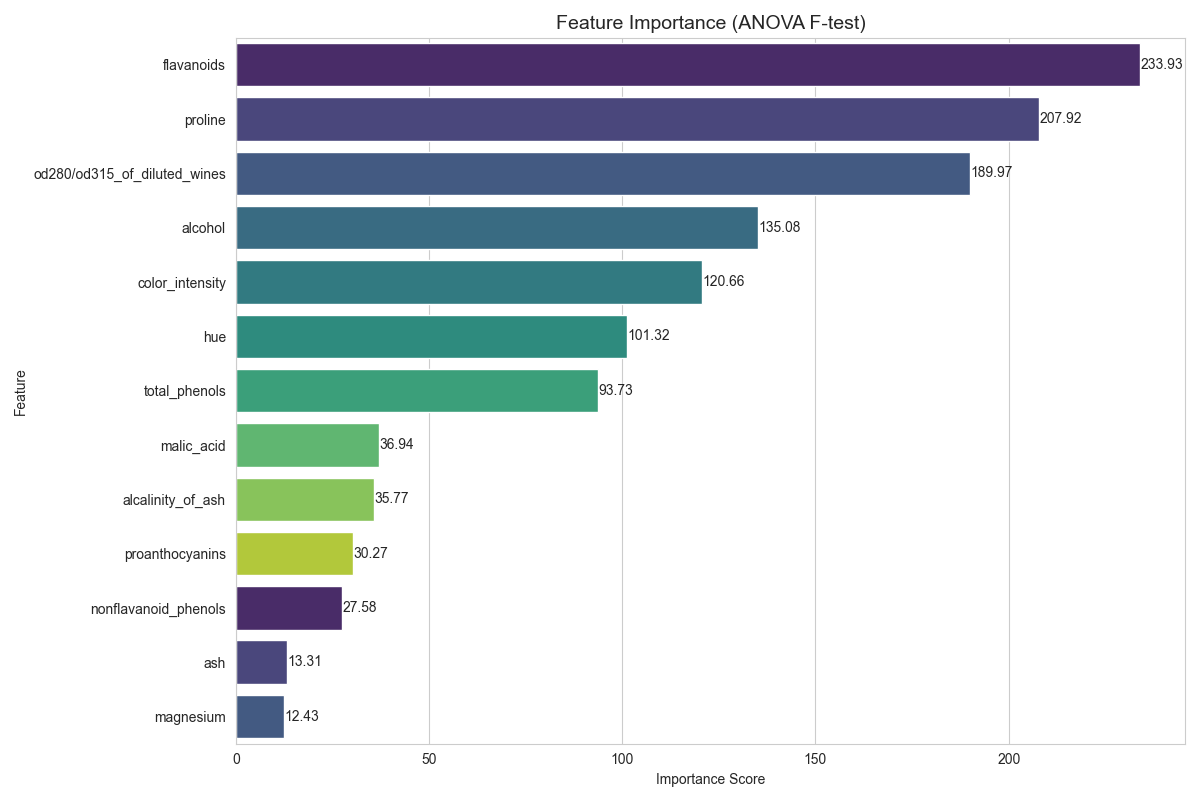 Feature Importance (ANOVA F-test)
flavanoids 233.93
proline 207.92
od280/od315_of_diluted_wines 189.97
alcohol 135.08
color_intensity 120.66
hue 101.32
total_phenols 93.73
malic_acid 36.94
alcalinity_of_ash 35.77
proanthocyanins 30.27
nonflavanoid_phenols 27.58
ash 13.31
magnesium 12.43
Feature
0 50 100 150 200
Importance Score